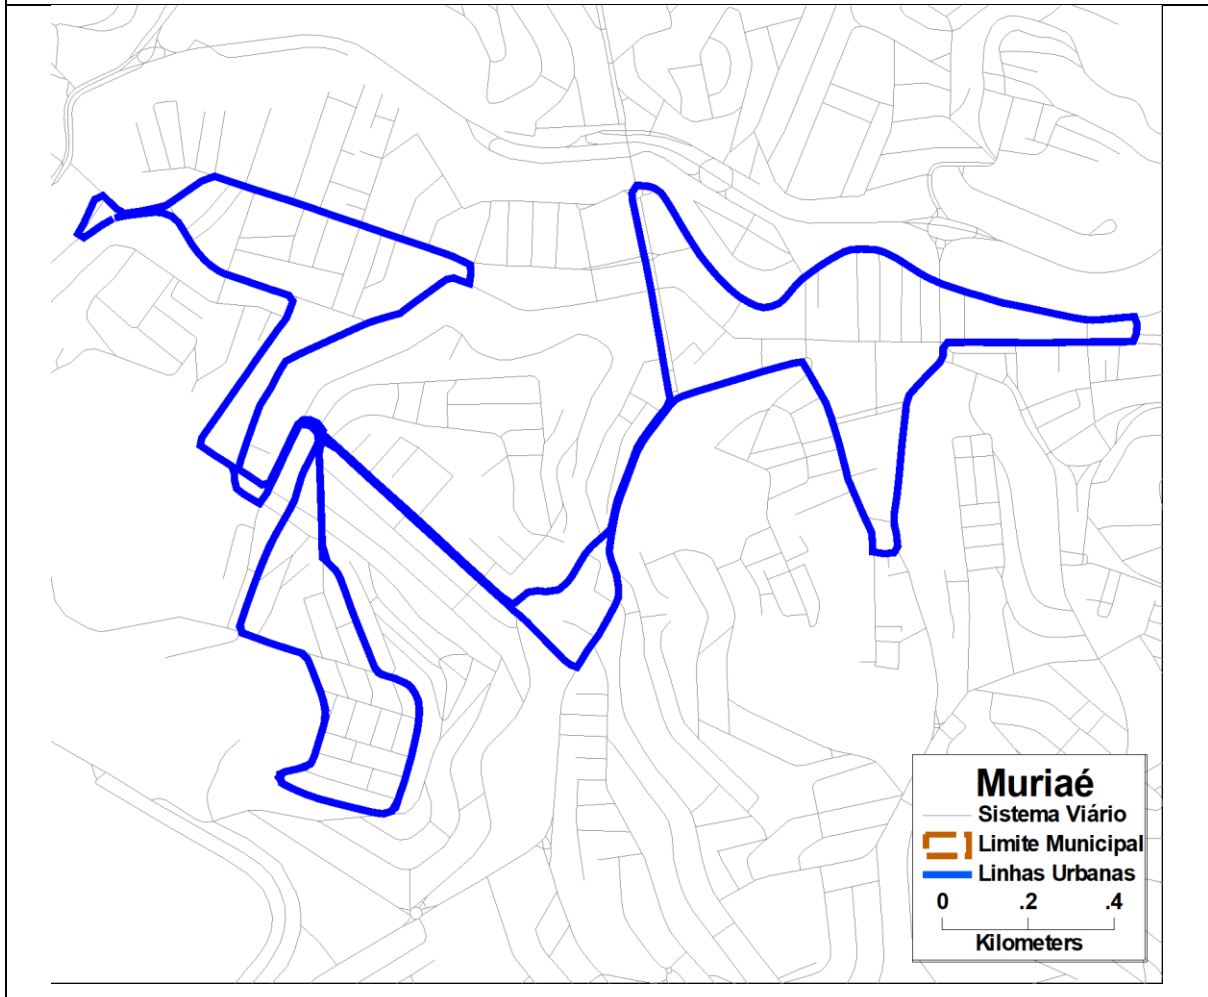 Muriaé
Sistema Viário
Limite Municipal
Linhas Urbanas
0 .2 .4
Kilometers